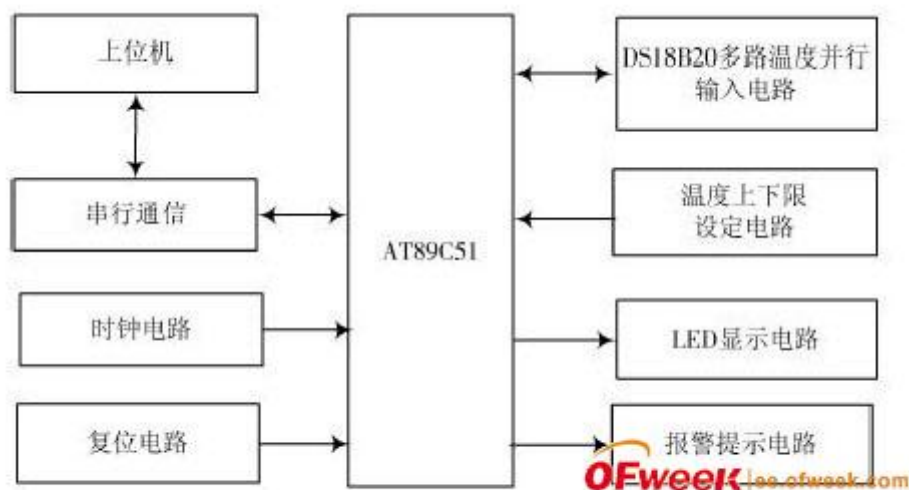 上位机
串行通信
时钟电路
复位电路
AT89C51
DS18B20多路温度并行
输入电路
温度上下限
设定电路
LED显示电路
报警提示电路
OFweek ee.ofweek.com